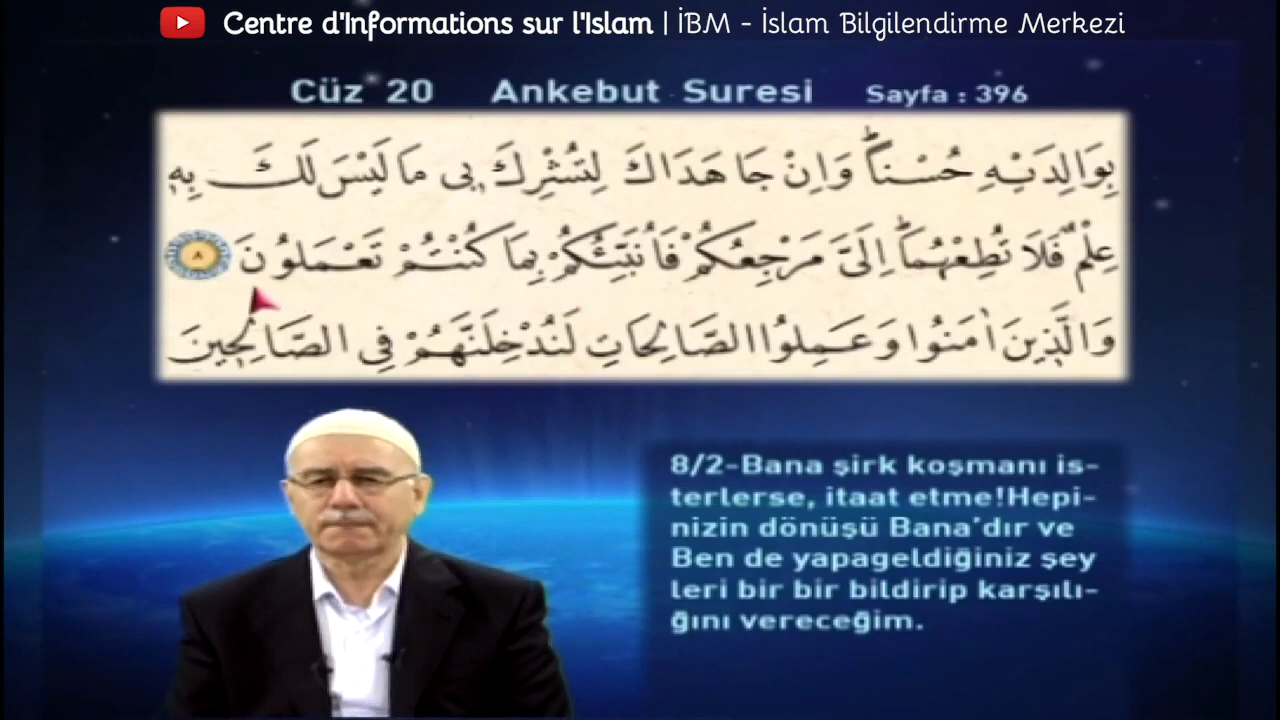 Centre d'Informations sur l'Islam | İBM - İslam Bilgilendirme Merkezi
Cüz 20 Ankebut Suresi Sayfa : 396
بِوَالِدَيْهِ حُسْنًاۜ وَاِنْ جَاهَدَاكَ لِتُشْرِكَ بِي مَا لَيْسَ لَكَ بِهِ
عِلْمٌ فَلَا تُطِعْهُمَاۜ اِلَيَّ مَرْجِعُكُمْ فَاُنَبِّئُكُمْ بِمَا كُنْتُمْ تَعْمَلُونَ ٨
وَالَّذِينَ اٰمَنُوا وَعَمِلُوا الصَّالِحَاتِ لَنُدْخِلَنَّهُمْ فِي الصَّالِحِينَ
8/2-Bana şirk koşmanı is-
terlerse, itaat etme!Hepi-
nizin dönüşü Bana'dır ve
Ben de yapageldiğiniz şey
leri bir bir bildirip karşılı-
ğını vereceğim.